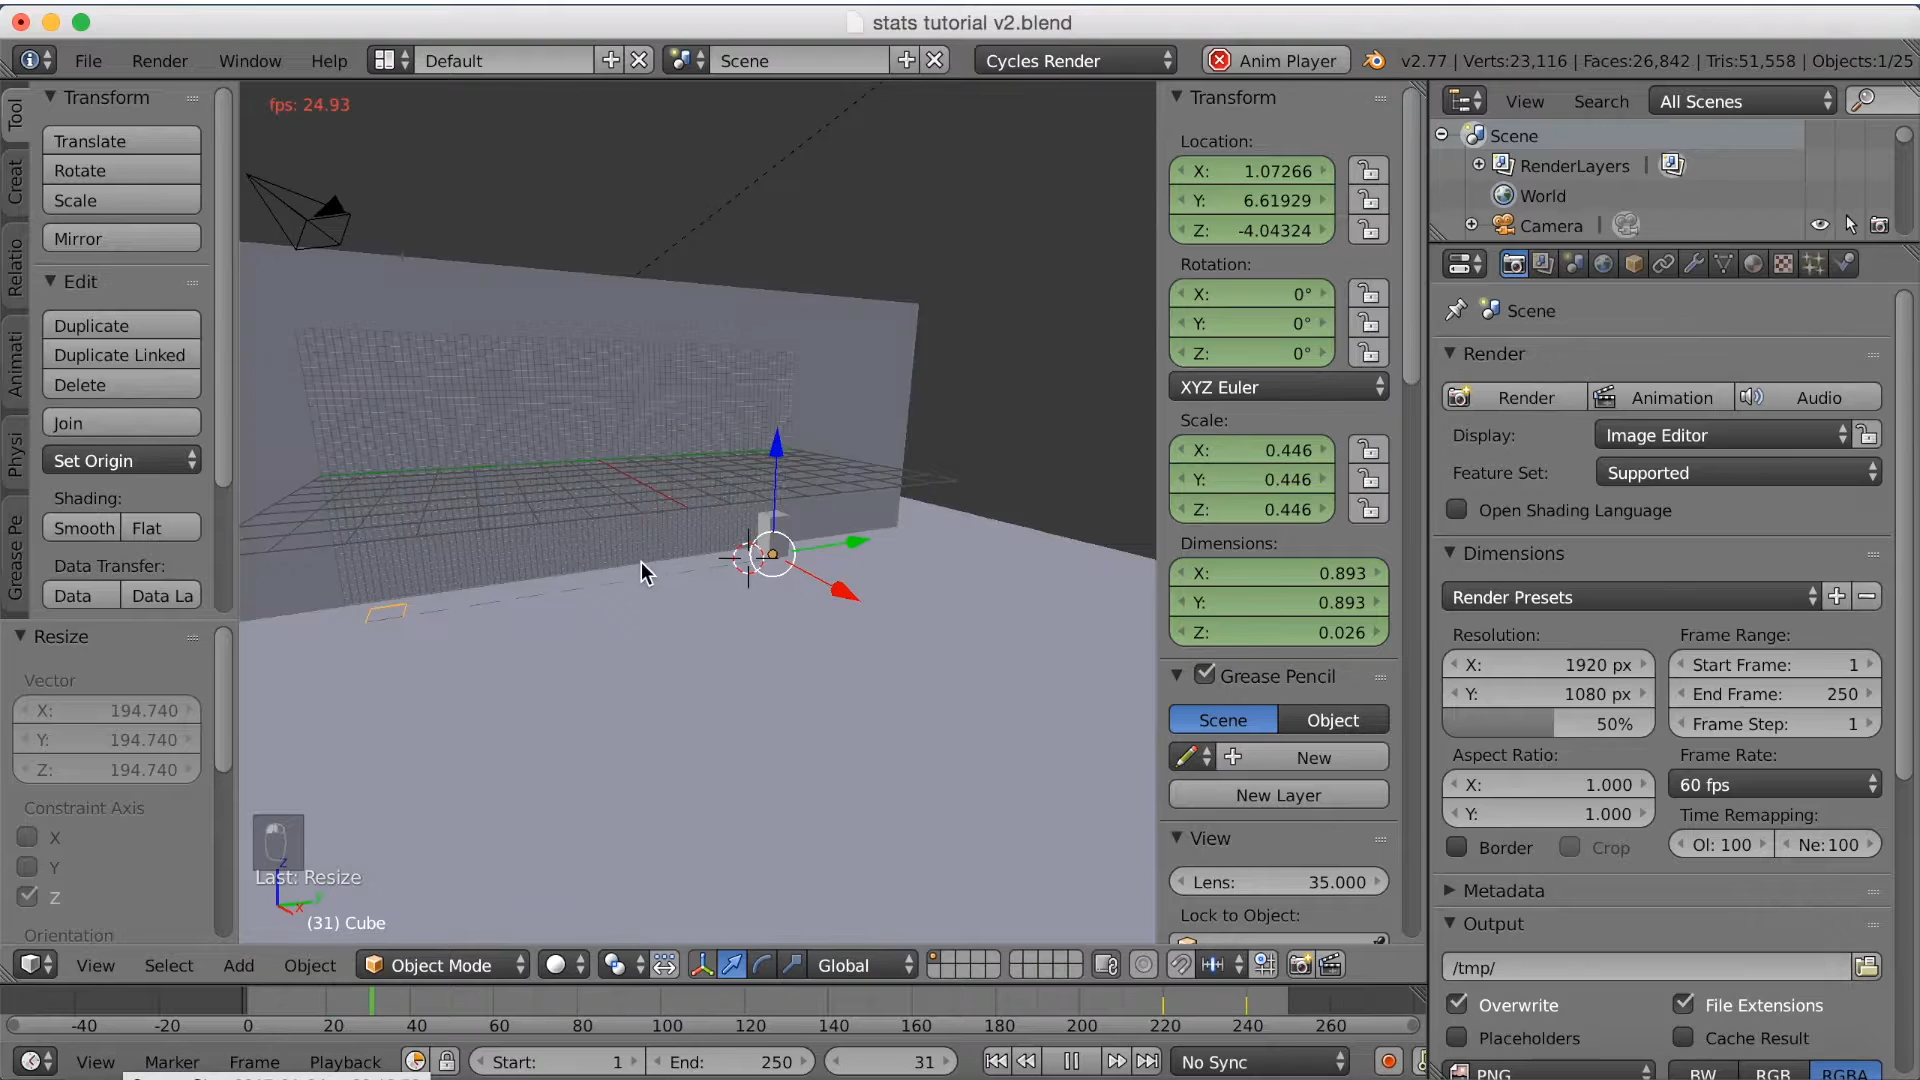 stats tutorial v2.blend
File Render Window Help Default Scene Cycles Render Anim Player v2.77 | Verts:23,116 | Faces:26,842 | Tris:51,558 | Objects:1/25
Tool
Creat
Relatio
Animati
Physi
Grease Pe
Transform
Translate
Rotate
Scale
Mirror
Edit
Duplicate
Duplicate Linked
Delete
Join
Set Origin
Shading:
Smooth Flat
Data Transfer:
Data Data La
Resize
Vector
X: 194.740
Y: 194.740
Z: 194.740
Constraint Axis
X
Y
Z
Orientation
fps: 24.93
Last: Resize
(31) Cube
Transform
Location:
X: 1.07266
Y: 6.61929
Z: -4.04324
Rotation:
X: 0°
Y: 0°
Z: 0°
XYZ Euler
Scale:
X: 0.446
Y: 0.446
Z: 0.446
Dimensions:
X: 0.893
Y: 0.893
Z: 0.026
Grease Pencil
Scene Object
New
New Layer
View
Lens: 35.000
Lock to Object:
View Search All Scenes
Scene
RenderLayers
World
Camera
Scene
Render
Render Animation Audio
Display: Image Editor
Feature Set: Supported
Open Shading Language
Dimensions
Render Presets
Resolution: Frame Range:
X: 1920 px Start Frame: 1
Y: 1080 px End Frame: 250
50% Frame Step: 1
Aspect Ratio: Frame Rate:
X: 1.000 60 fps
Y: 1.000 Time Remapping:
Border Crop Ol: 100 Ne:100
Metadata
Output
/tmp/
Overwrite File Extensions
Placeholders Cache Result
PNG BW RGB RGBA
View Select Add Object Object Mode Global
-40 -20 0 20 40 60 80 100 120 140 160 180 200 220 240 260
View Marker Frame Playback Start: 1 End: 250 31 No Sync